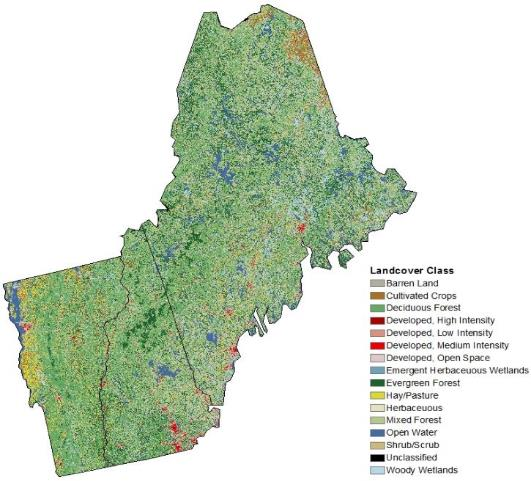 Landcover Class
Barren Land
Cultivated Crops
Deciduous Forest
Developed, High Intensity
Developed, Low Intensity
Developed, Medium Intensity
Developed, Open Space
Emergent Herbaceuous Wetlands
Evergreen Forest
Hay/Pasture
Herbaceuous
Mixed Forest
Open Water
Shrub/Scrub
Unclassified
Woody Wetlands